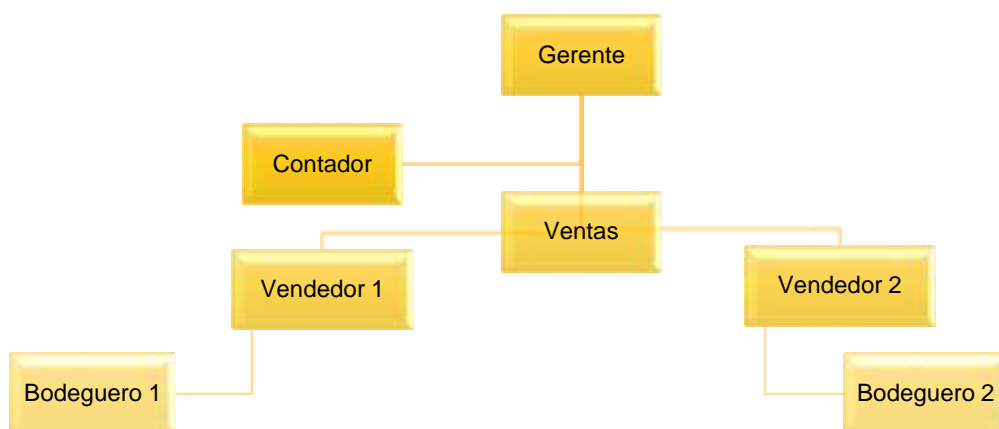 Gerente
Contador
Ventas
Vendedor 1
Vendedor 2
Bodeguero 1
Bodeguero 2